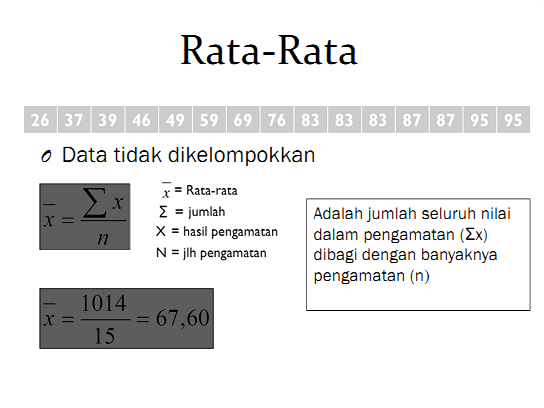 Rata-Rata
26 37 39 46 49 59 69 76 83 83 83 87 87 95 95
Data tidak dikelompokkan
x̄ = ∑x / n
x̄ = Rata-rata
Σ = jumlah
X = hasil pengamatan
N = jlh pengamatan
Adalah jumlah seluruh nilai
dalam pengamatan (Σx)
dibagi dengan banyaknya
pengamatan (n)
x̄ = 1014 / 15 = 67,60